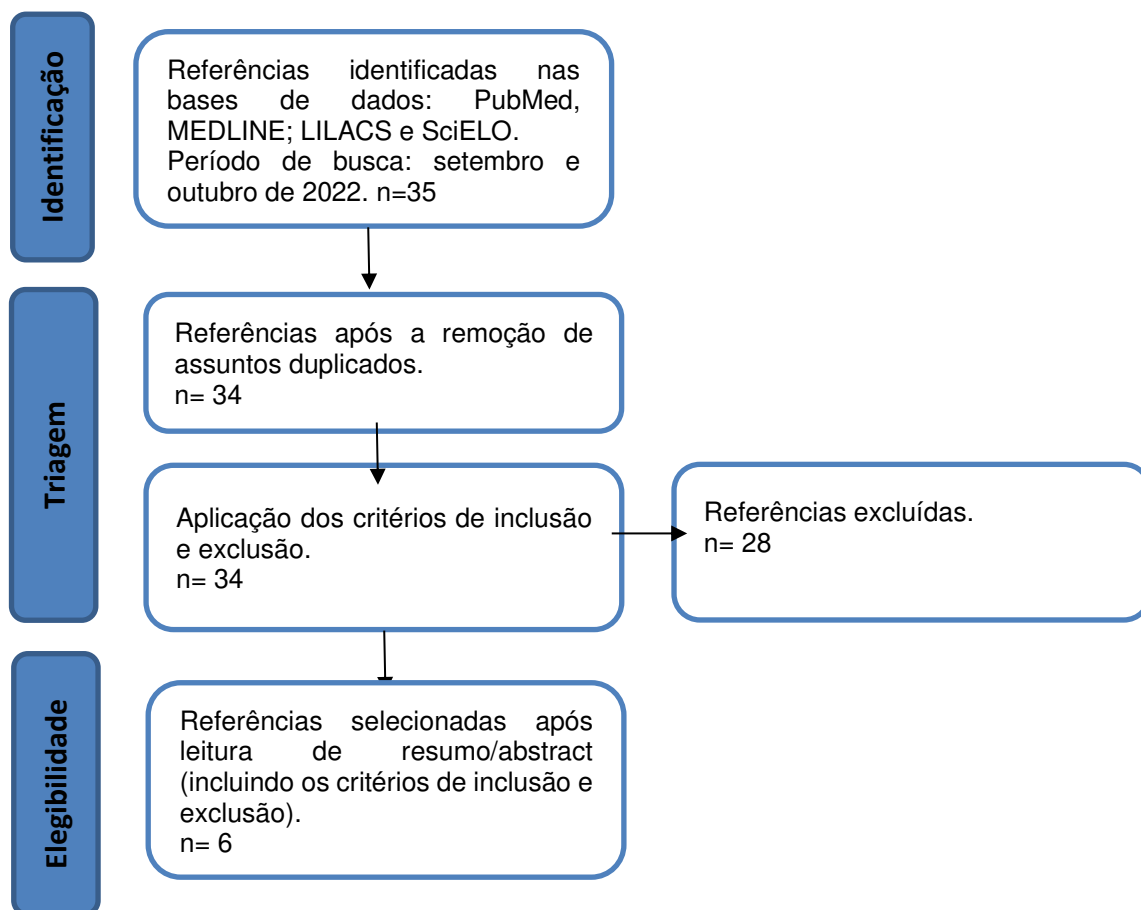 Identificação
Referências identificadas nas
bases de dados: PubMed,
MEDLINE; LILACS e SciELO.
Período de busca: setembro e
outubro de 2022. n=35
Triagem
Referências após a remoção de
assuntos duplicados.
n= 34
Aplicação dos critérios de inclusão
e exclusão.
n= 34
Referências excluídas.
n= 28
Elegibilidade
Referências selecionadas após
leitura de resumo/abstract
(incluindo os critérios de inclusão e
exclusão).
n= 6